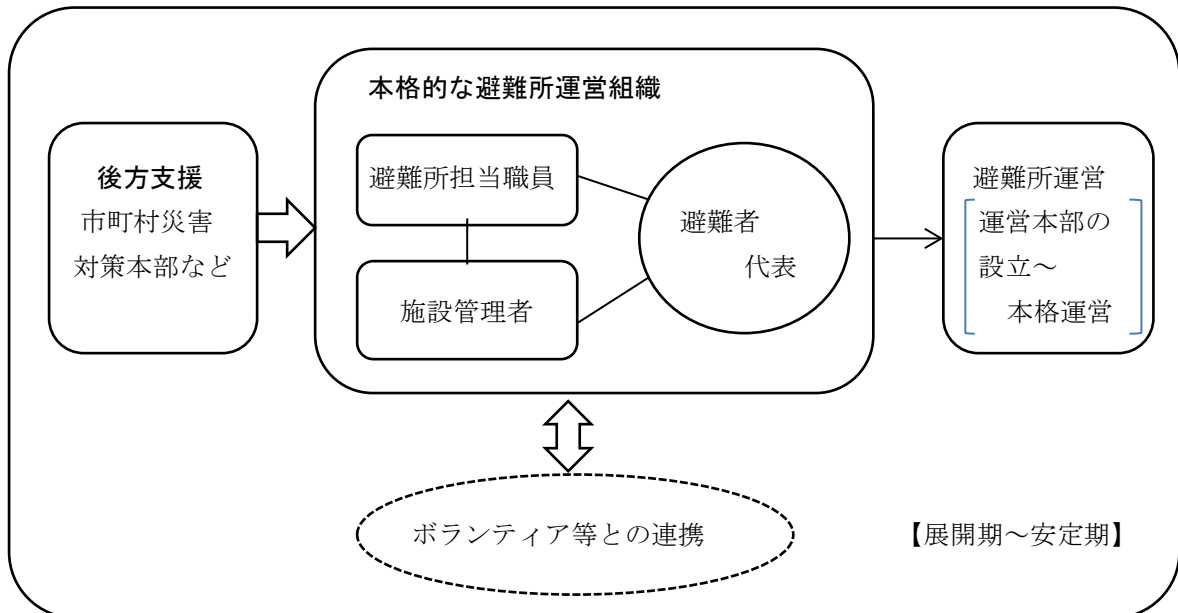 本格的な避難所運営組織
後方支援
市町村災害
対策本部など
避難所担当職員
施設管理者
避難者
代表
避難所運営
運営本部の
設立～
本格運営
ボランティア等との連携
【展開期～安定期】